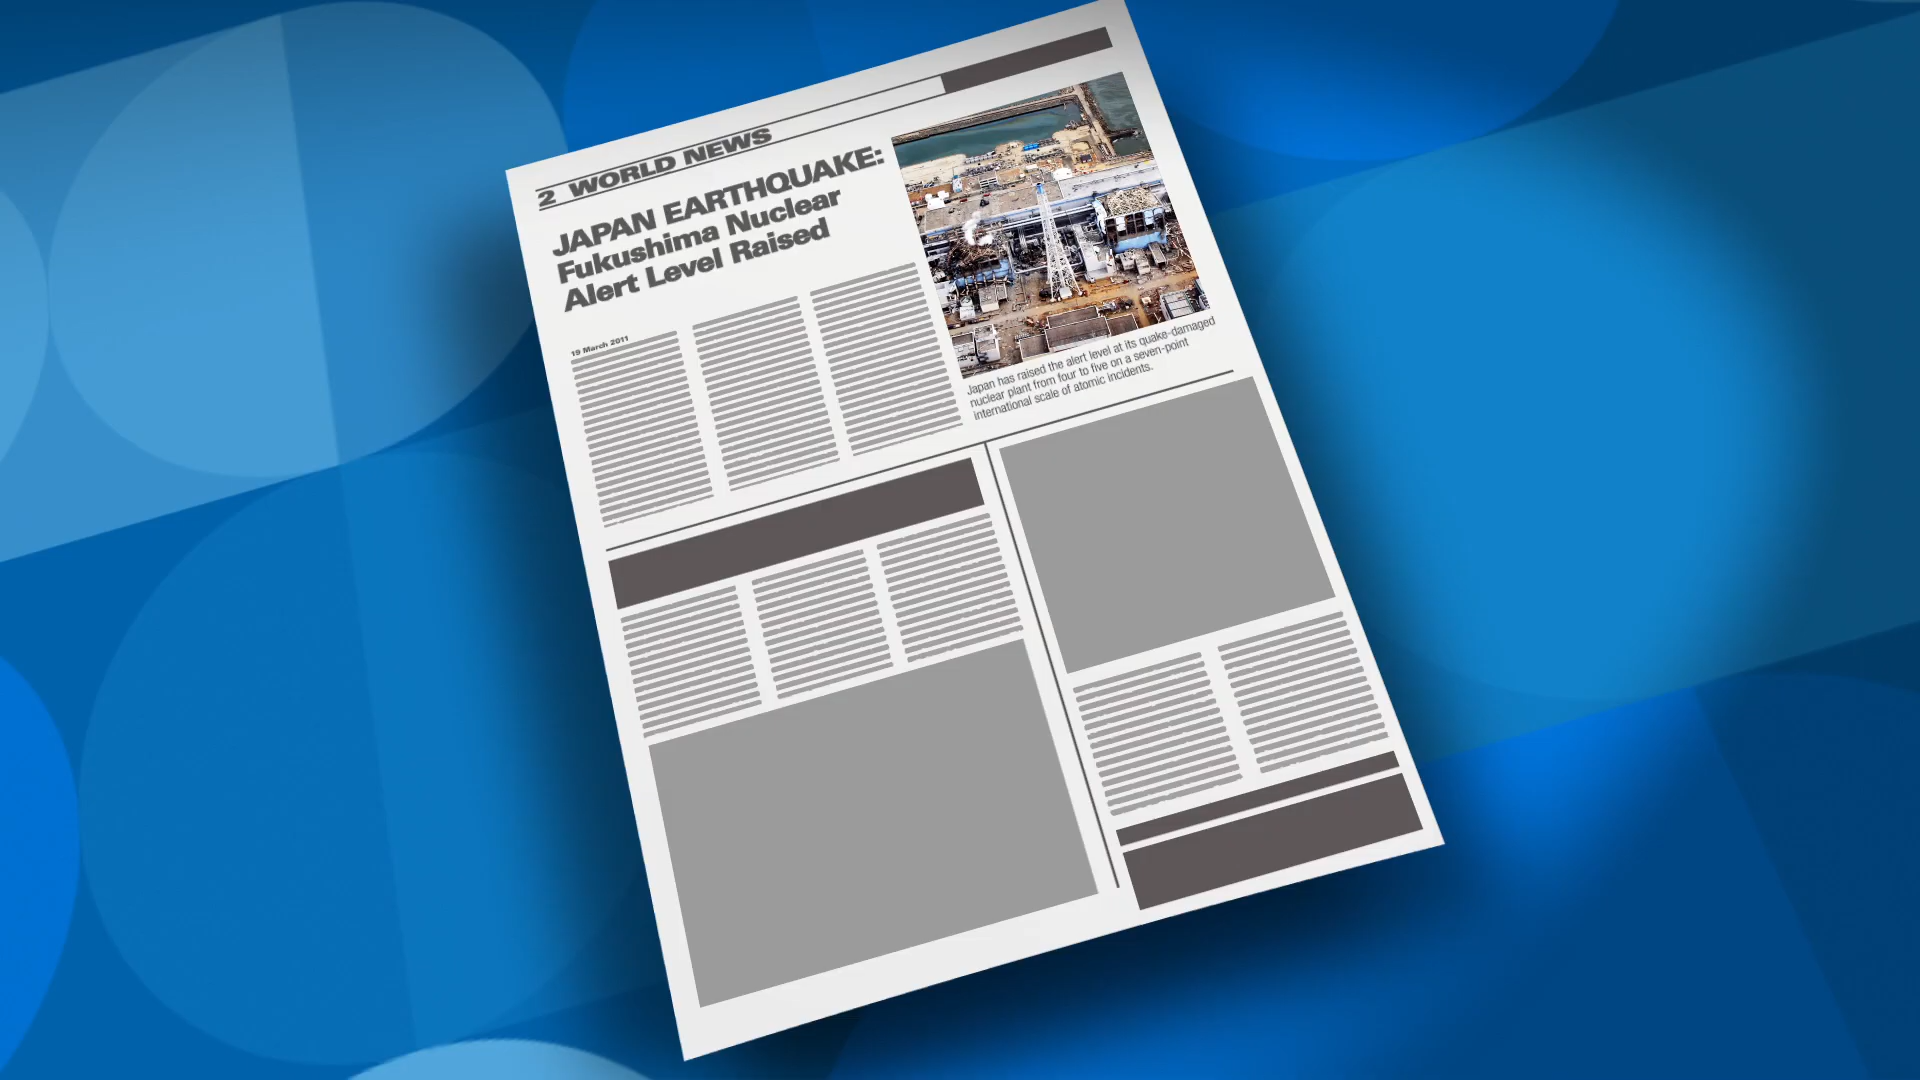 2 WORLD NEWS
JAPAN EARTHQUAKE:
Fukushima Nuclear
Alert Level Raised
19 March 2011
Japan has raised the alert level at its quake-damaged
nuclear plant from four to five on a seven-point
international scale of atomic incidents.